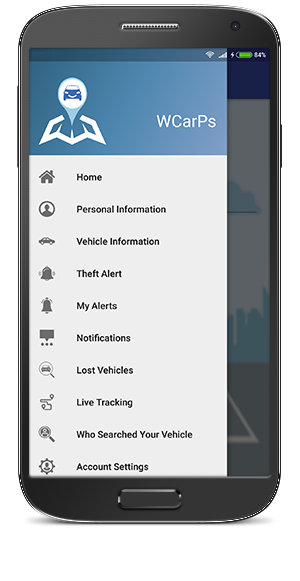 84%
WCarPs
Home
Personal Information
Vehicle Information
Theft Alert
My Alerts
Notifications
Lost Vehicles
Live Tracking
Who Searched Your Vehicle
Account Settings